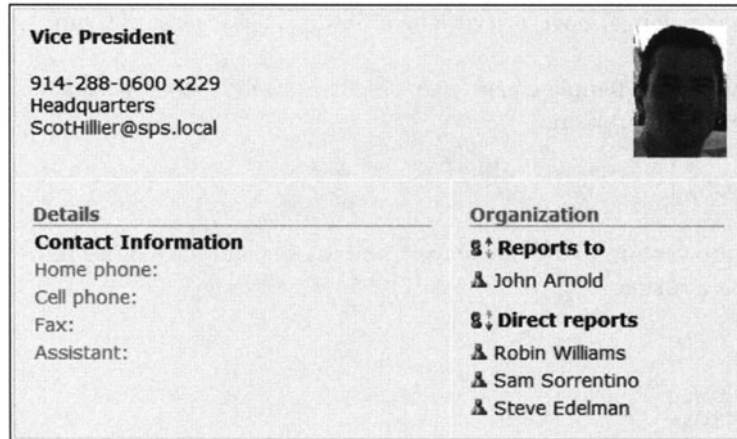 Vice President
914-288-0600 x229
Headquarters
ScotHillier@sps.local
Details
Contact Information
Home phone:
Cell phone:
Fax:
Assistant:
Organization
Reports to
John Arnold
Direct reports
Robin Williams
Sam Sorrentino
Steve Edelman